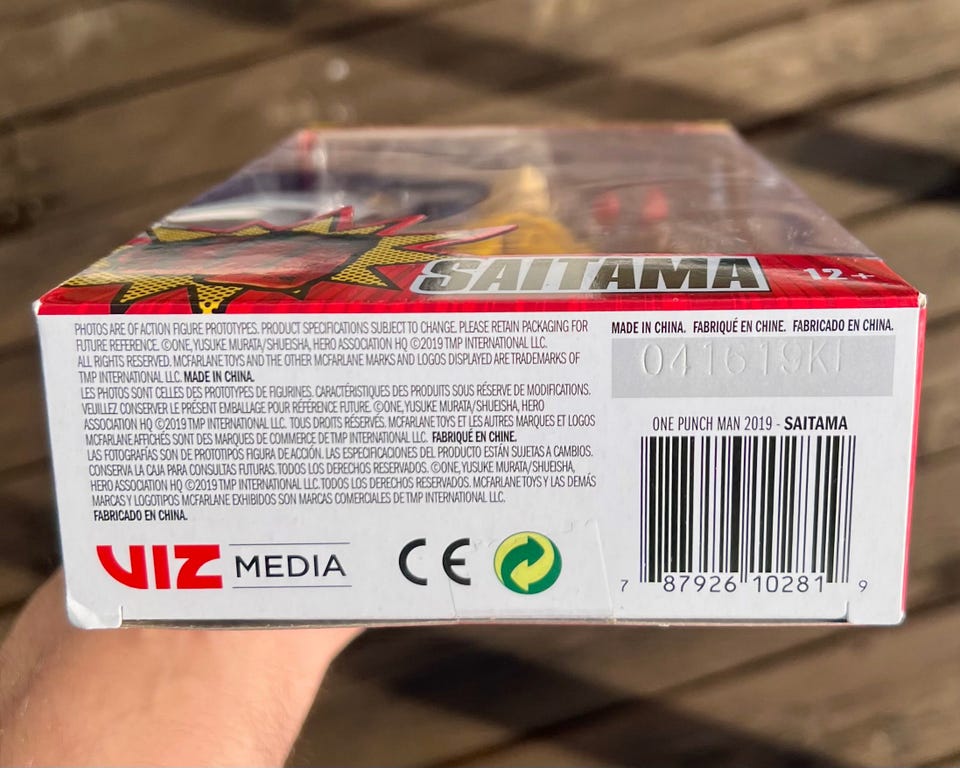 SAITAMA
12+
PHOTOS ARE OF ACTION FIGURE PROTOTYPES. PRODUCT SPECIFICATIONS SUBJECT TO CHANGE. PLEASE RETAIN PACKAGING FOR
FUTURE REFERENCE. ©ONE, YUSUKE MURATA/SHUEISHA, HERO ASSOCIATION HQ ©2019 TMP INTERNATIONAL LLC.
ALL RIGHTS RESERVED. MCFARLANE TOYS AND THE OTHER MCFARLANE MARKS AND LOGOS DISPLAYED ARE TRADEMARKS OF
TMP INTERNATIONAL LLC. MADE IN CHINA.
LES PHOTOS SONT CELLES DES PROTOTYPES DE FIGURINES. CARACTÉRISTIQUES DES PRODUITS SOUS RÉSERVE DE MODIFICATIONS.
VEUILLEZ CONSERVER LE PRÉSENT EMBALLAGE POUR RÉFÉRENCE FUTURE. ©ONE, YUSUKE MURATA/SHUEISHA, HERO
ASSOCIATION HQ ©2019 TMP INTERNATIONAL LLC. TOUS DROITS RÉSERVÉS. MCFARLANE TOYS ET LES AUTRES MARQUES ET LOGOS
MCFARLANE AFFICHÉS SONT DES MARQUES DE COMMERCE DE TMP INTERNATIONAL LLC. FABRIQUÉ EN CHINE.
LAS FOTOGRAFÍAS SON DE PROTOTIPOS FIGURA DE ACCIÓN. LAS ESPECIFICACIONES DEL PRODUCTO ESTÁN SUJETAS A CAMBIOS.
CONSERVA LA CAJA PARA CONSULTAS FUTURAS. TODOS LOS DERECHOS RESERVADOS. ©ONE, YUSUKE MURATA/SHUEISHA,
HERO ASSOCIATION HQ ©2019 TMP INTERNATIONAL LLC. TODOS LOS DERECHOS RESERVADOS. MCFARLANE TOYS Y LAS DEMÁS
MARCAS Y LOGOTIPOS MCFARLANE EXHIBIDOS SON MARCAS COMERCIALES DE TMP INTERNATIONAL LLC.
FABRICADO EN CHINA.
VIZ MEDIA
CE
MADE IN CHINA. FABRIQUÉ EN CHINE. FABRICADO EN CHINA.
041619KI
ONE PUNCH MAN 2019 - SAITAMA
7 87926 10281 9